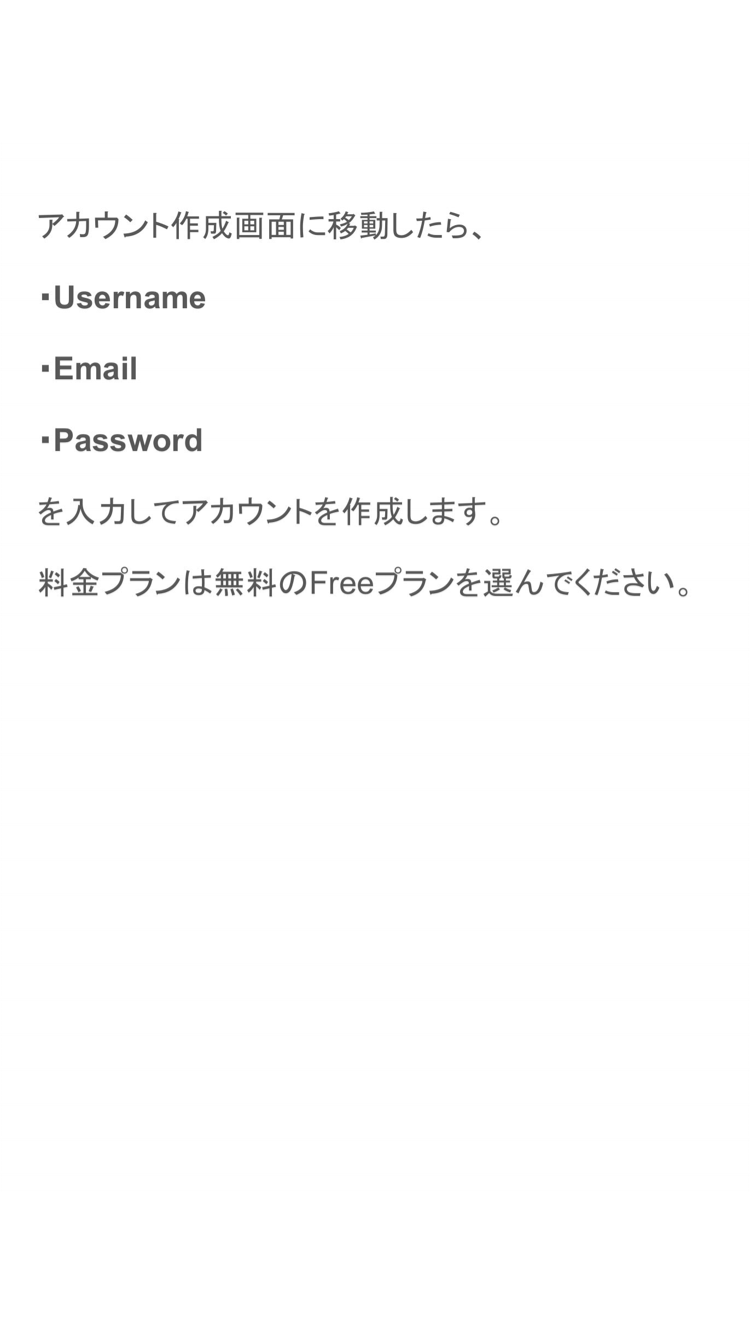 アカウント作成画面に移動したら、
・Username
・Email
・Password
を入力してアカウントを作成します。
料金プランは無料のFreeプランを選んでください。